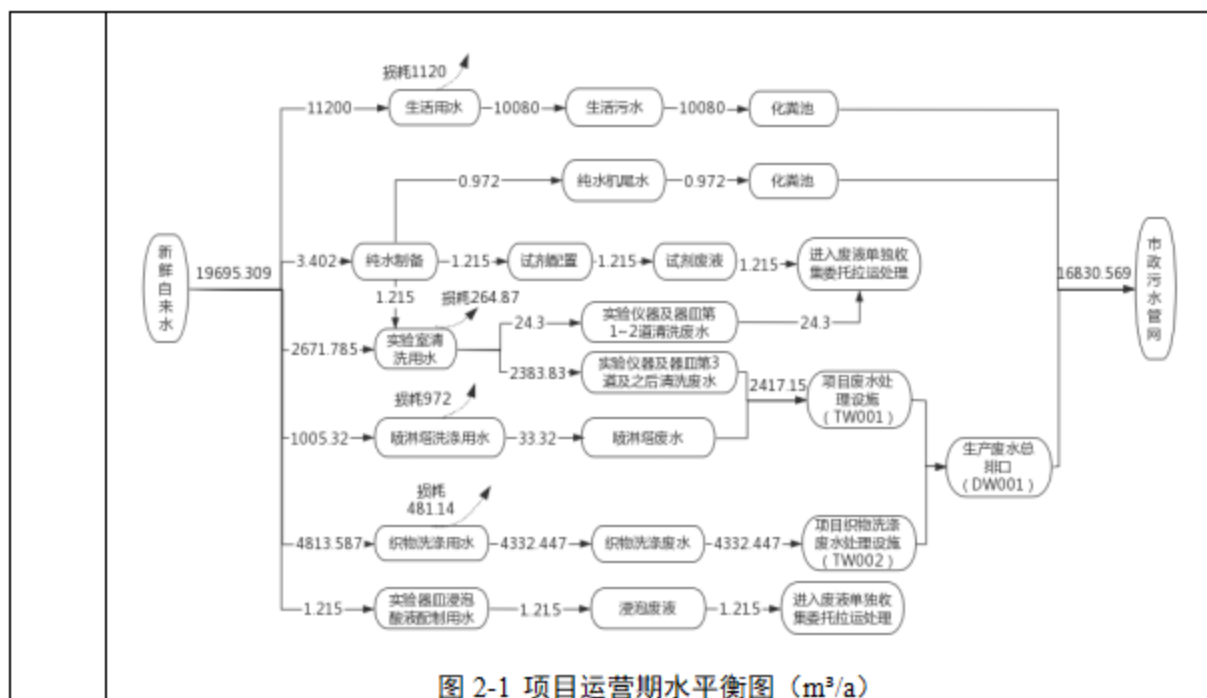 损耗1120
11200
生活用水
10080
生活污水
10080
化粪池
0.972
纯水机尾水
0.972
化粪池
新鲜自来水
19695.309
3.402
纯水制备
1.215
试剂配置
1.215
试剂废液
1.215
进入废液单独收
集委托拉运处理
16830.569
市政污水管网
1.215
损耗264.87
2671.785
实验室清
洗用水
24.3
实验仪器及器皿第
1~2道清洗废水
24.3
2383.83
实验仪器及器皿第3
道及之后清洗废水
2417.15
项目废水处
理设施
（TW001）
损耗972
1005.32
喷淋塔洗涤用水
33.32
喷淋塔废水
生产废水总
排口
（DW001）
损耗
481.14
4813.587
织物洗涤用水
4332.447
织物洗涤废水
4332.447
项目织物洗涤
废水处理设施
（TW002）
1.215
实验器皿浸泡
酸液配制用水
1.215
浸泡废液
1.215
进入废液单独收
集委托拉运处理
图 2-1 项目运营期水平衡图（m³/a）